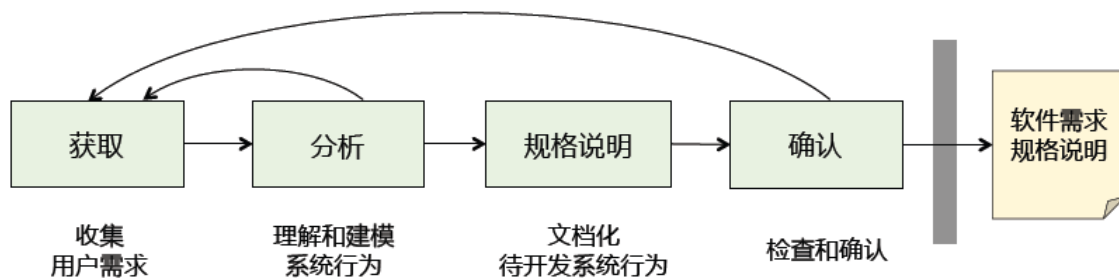 获取
分析
规格说明
确认
软件需求
规格说明
收集
用户需求
理解和建模
系统行为
文档化
待开发系统行为
检查和确认